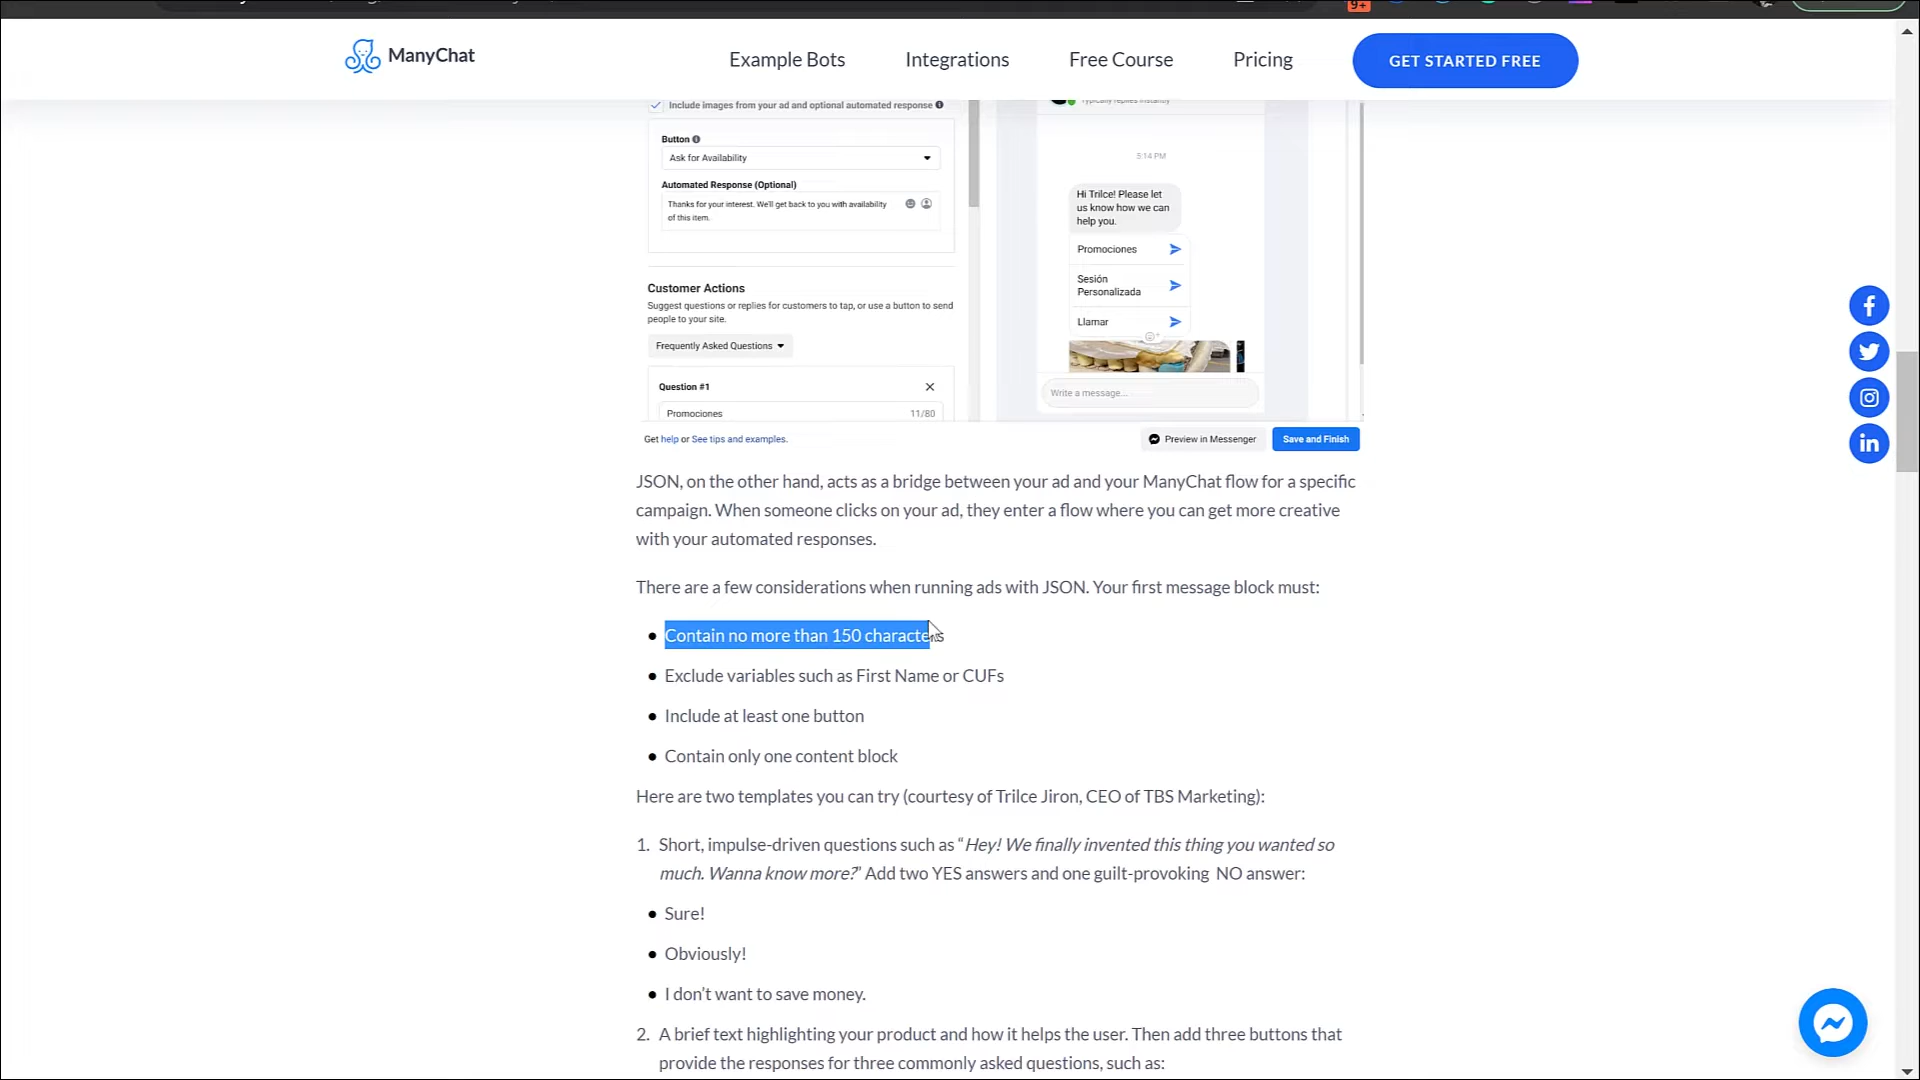 9+
ManyChat
Example Bots
Integrations
Free Course
Pricing
GET STARTED FREE
Include images from your ad and optional automated response
Button
Ask for Availability
Automated Response (Optional)
Thanks for your interest. We'll get back to you with availability
of this item.
Customer Actions
Suggest questions or replies for customers to tap, or use a button to send
people to your site.
Frequently Asked Questions
Question #1
Promociones 11/80
Get help or See tips and examples.
Typically replies instantly
5:14 PM
Hi Trilce! Please let
us know how we can
help you.
Promociones
Sesión
Personalizada
Llamar
Write a message...
Preview in Messenger
Save and Finish
JSON, on the other hand, acts as a bridge between your ad and your ManyChat flow for a specific
campaign. When someone clicks on your ad, they enter a flow where you can get more creative
with your automated responses.
There are a few considerations when running ads with JSON. Your first message block must:
● Contain no more than 150 characters
● Exclude variables such as First Name or CUFs
● Include at least one button
● Contain only one content block
Here are two templates you can try (courtesy of Trilce Jiron, CEO of TBS Marketing):
1. Short, impulse-driven questions such as “Hey! We finally invented this thing you wanted so
much. Wanna know more?” Add two YES answers and one guilt-provoking NO answer:
● Sure!
● Obviously!
● I don’t want to save money.
2. A brief text highlighting your product and how it helps the user. Then add three buttons that
provide the responses for three commonly asked questions, such as: